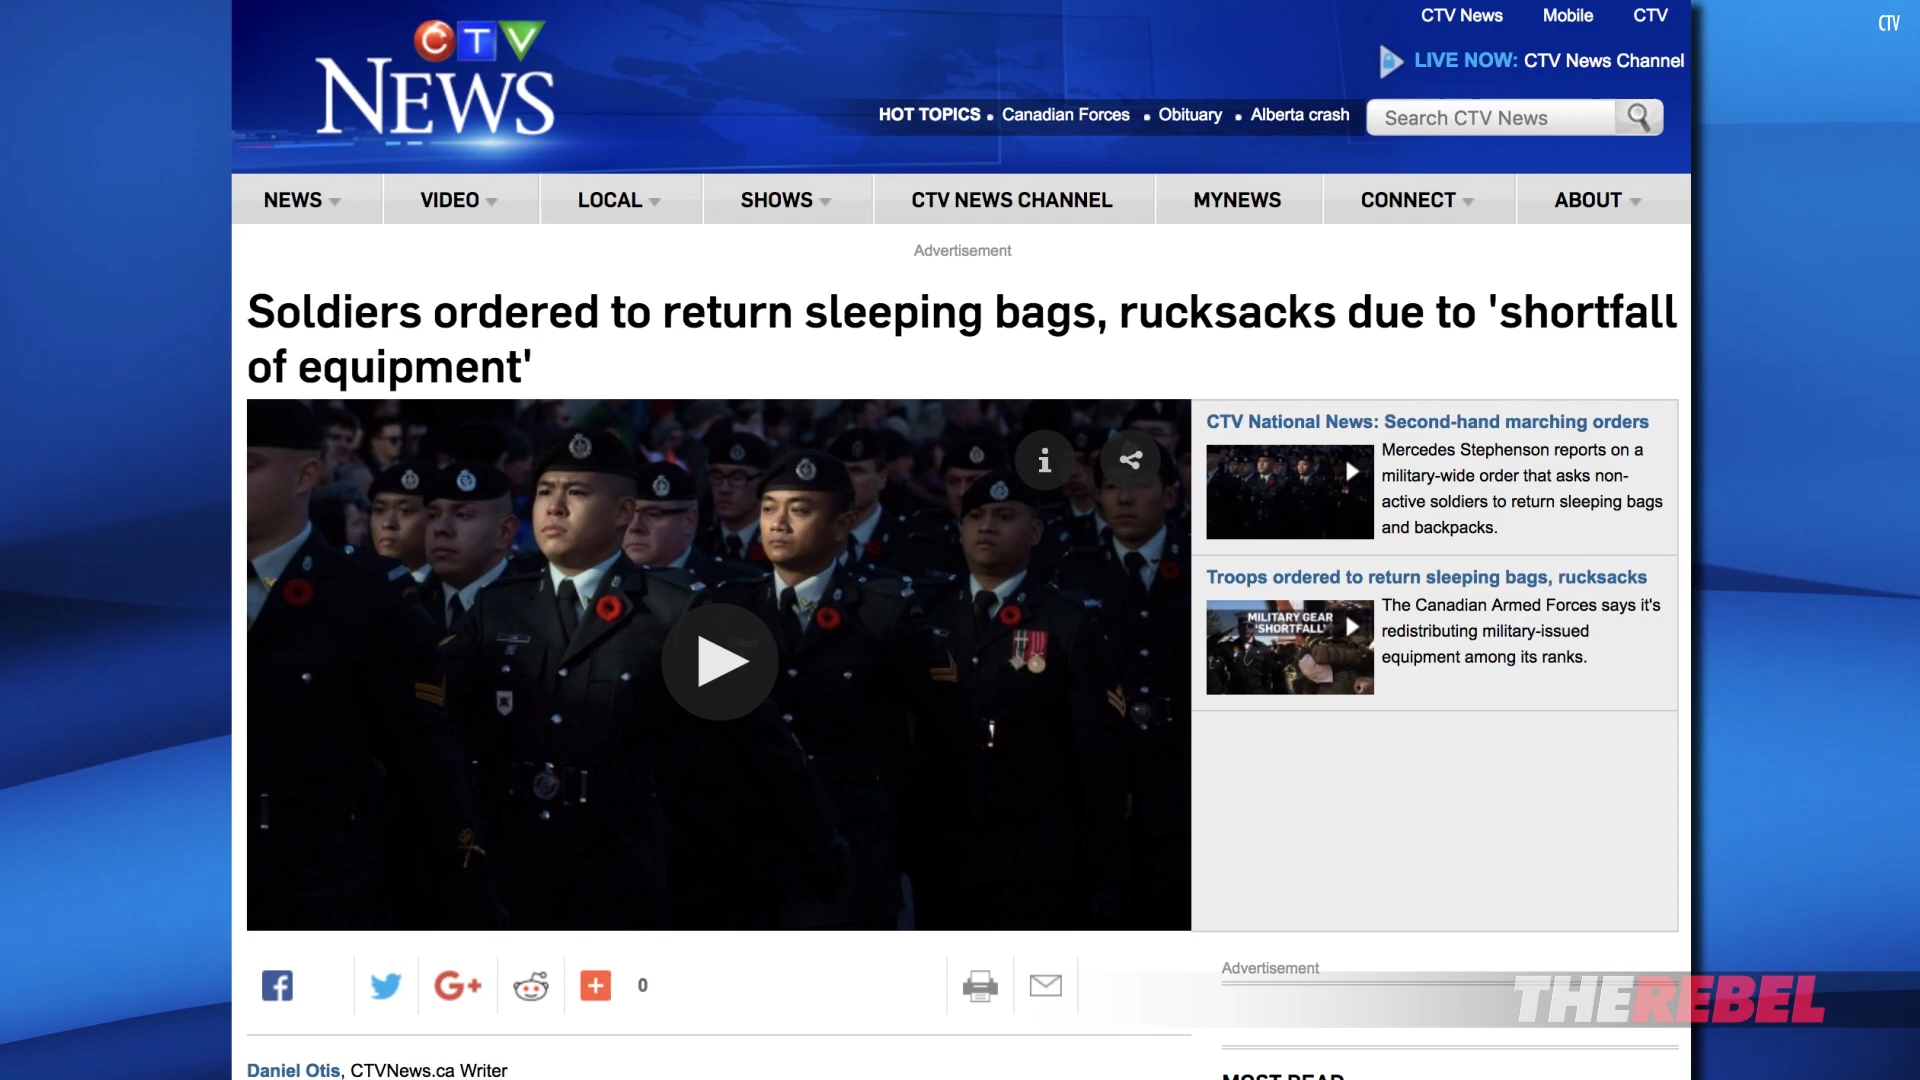 CTV
CTV News Mobile CTV
CTV
NEWS
LIVE NOW: CTV News Channel
HOT TOPICS • Canadian Forces • Obituary • Alberta crash
Search CTV News
NEWS VIDEO LOCAL SHOWS CTV NEWS CHANNEL MYNEWS CONNECT ABOUT
Advertisement
Soldiers ordered to return sleeping bags, rucksacks due to 'shortfall
of equipment'
CTV National News: Second-hand marching orders
Mercedes Stephenson reports on a
military-wide order that asks non-
active soldiers to return sleeping bags
and backpacks.
Troops ordered to return sleeping bags, rucksacks
MILITARY GEAR
'SHORTFALL'
The Canadian Armed Forces says it's
redistributing military-issued
equipment among its ranks.
0
Advertisement
THE REBEL
Daniel Otis, CTVNews.ca Writer
MOST READ